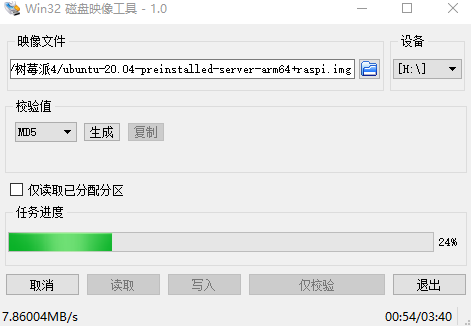 Win32 磁盘映像工具 - 1.0
映像文件
设备
/树莓派4/ubuntu-20.04-preinstalled-server-arm64+raspi.img
[H:\]
校验值
MD5
生成
复制
仅读取已分配分区
任务进度
24%
取消
读取
写入
仅校验
退出
7.86004MB/s
00:54/03:40